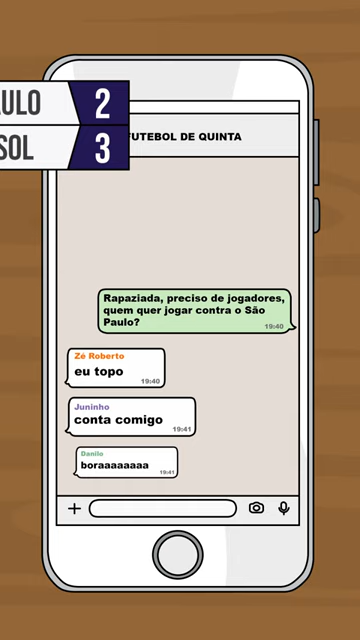 AULO 2
SOL 3
FUTEBOL DE QUINTA
Rapaziada, preciso de jogadores,
quem quer jogar contra o São
Paulo?
19:40
Zé Roberto
eu topo
19:40
Juninho
conta comigo
19:41
Danilo
boraaaaaaaa
19:41